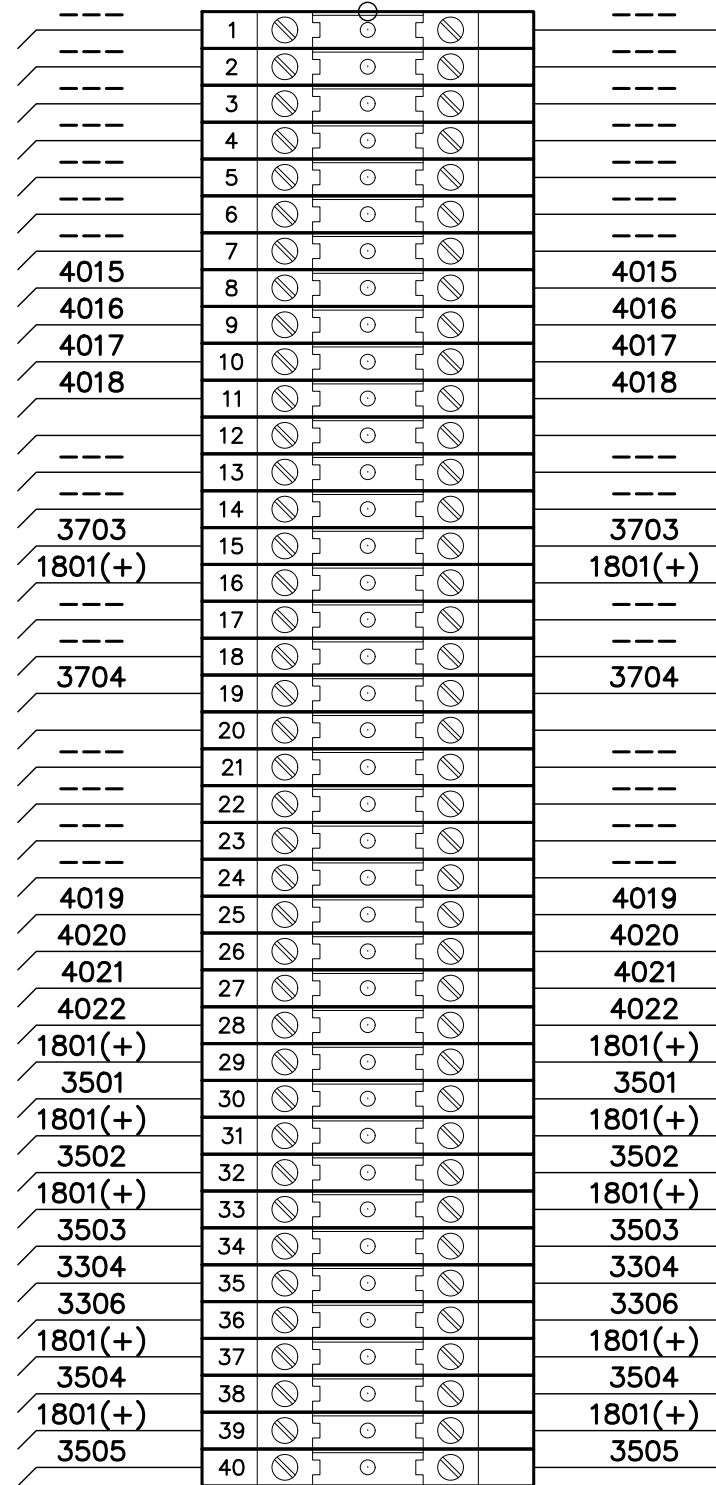 --- 1 ---
--- 2 ---
--- 3 ---
--- 4 ---
--- 5 ---
--- 6 ---
--- 7 ---
4015 8 4015
4016 9 4016
4017 10 4017
4018 11 4018
12
--- 13 ---
--- 14 ---
3703 15 3703
1801(+) 16 1801(+)
--- 17 ---
--- 18 ---
3704 19 3704
20
--- 21 ---
--- 22 ---
--- 23 ---
--- 24 ---
4019 25 4019
4020 26 4020
4021 27 4021
4022 28 4022
1801(+) 29 1801(+)
3501 30 3501
1801(+) 31 1801(+)
3502 32 3502
1801(+) 33 1801(+)
3503 34 3503
3304 35 3304
3306 36 3306
1801(+) 37 1801(+)
3504 38 3504
1801(+) 39 1801(+)
3505 40 3505